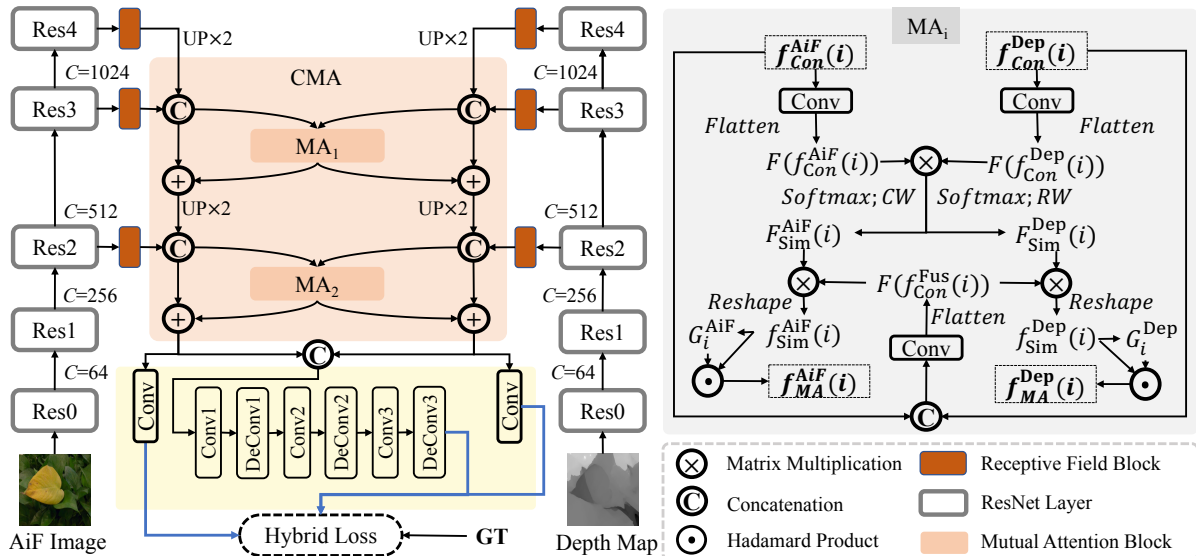 Res4
UP×2
UP×2
Res4
C=1024
CMA
C=1024
Res3
C
C
Res3
MA1
+
+
C=512
UP×2
UP×2
C=512
Res2
C
C
Res2
MA2
C=256
C=256
Res1
+
+
Res1
C
C=64
C=64
Conv
Conv1
DeConv1
Conv2
DeConv2
Conv3
DeConv3
Conv
Res0
Res0
AiF Image
Hybrid Loss
GT
Depth Map
MAi
f_Con^AiF(i)
f_Con^Dep(i)
Conv
Conv
Flatten
Flatten
F(f_Con^AiF(i))
×
F(f_Con^Dep(i))
Softmax; CW
Softmax; RW
F_Sim^AiF(i)
F_Sim^Dep(i)
×
F(f_Con^Fus(i))
×
Reshape
Reshape
Flatten
G_i^AiF
f_Sim^AiF(i)
f_Sim^Dep(i)
G_i^Dep
Conv
f_MA^AiF(i)
f_MA^Dep(i)
C
× Matrix Multiplication
Receptive Field Block
C Concatenation
ResNet Layer
Hadamard Product
Mutual Attention Block